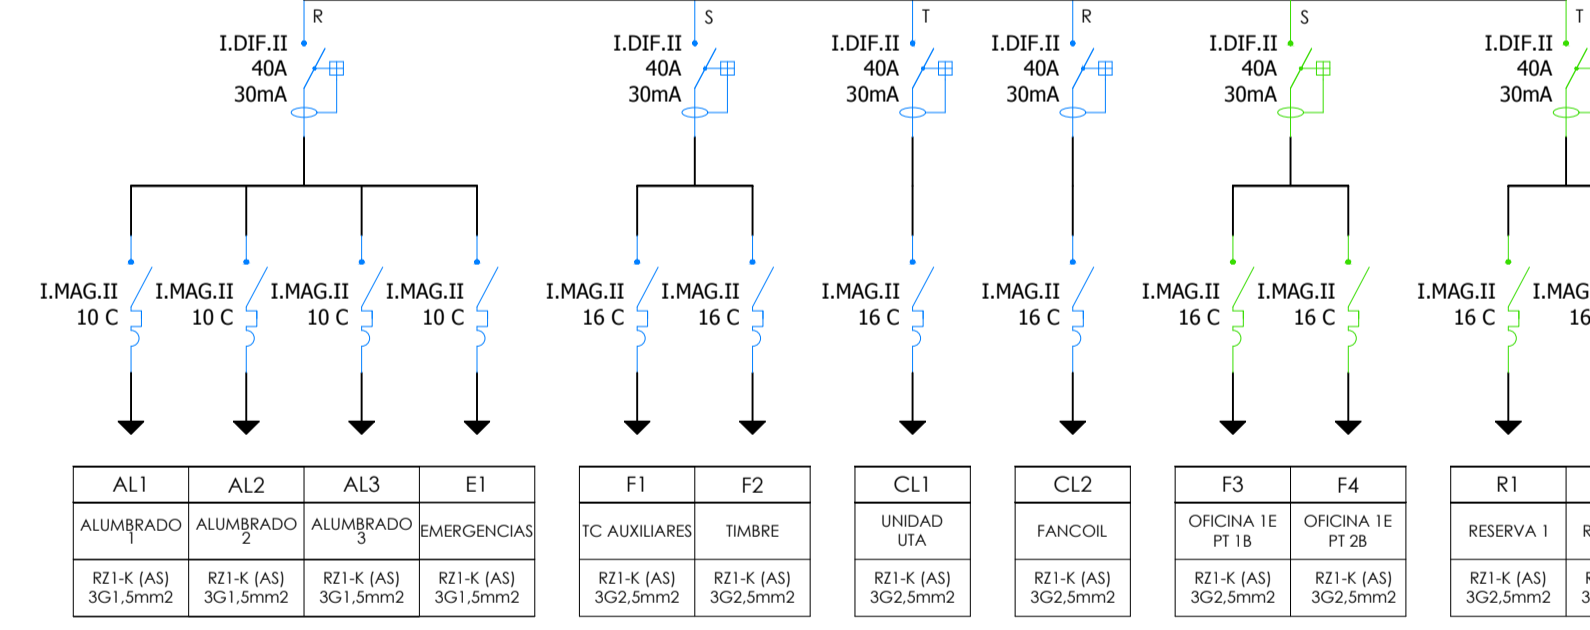 R S T R S T
I.DIF.II I.DIF.II I.DIF.II I.DIF.II I.DIF.II I.DIF.II
40A 40A 40A 40A 40A 40A
30mA 30mA 30mA 30mA 30mA 30mA
I.MAG.II I.MAG.II I.MAG.II I.MAG.II I.MAG.II I.MAG.II I.MAG.II I.MAG.II I.MAG.II I.MAG.II I.MAG.II I.MAG
10 C 10 C 10 C 10 C 16 C 16 C 16 C 16 C 16 C 16 C 16 C 16
AL1 AL2 AL3 E1 F1 F2 CL1 CL2 F3 F4 R1
ALUMBRADO
1
ALUMBRADO
2
ALUMBRADO
3
EMERGENCIAS
TC AUXILIARES
TIMBRE
UNIDAD
UTA
FANCOIL
OFICINA 1E
PT 1B
OFICINA 1E
PT 2B
RESERVA 1
R
RZ1-K (AS) RZ1-K (AS) RZ1-K (AS) RZ1-K (AS) RZ1-K (AS) RZ1-K (AS) RZ1-K (AS) RZ1-K (AS) RZ1-K (AS) RZ1-K (AS) RZ1-K (AS) R
3G1,5mm2 3G1,5mm2 3G1,5mm2 3G1,5mm2 3G2,5mm2 3G2,5mm2 3G2,5mm2 3G2,5mm2 3G2,5mm2 3G2,5mm2 3G2,5mm2 3